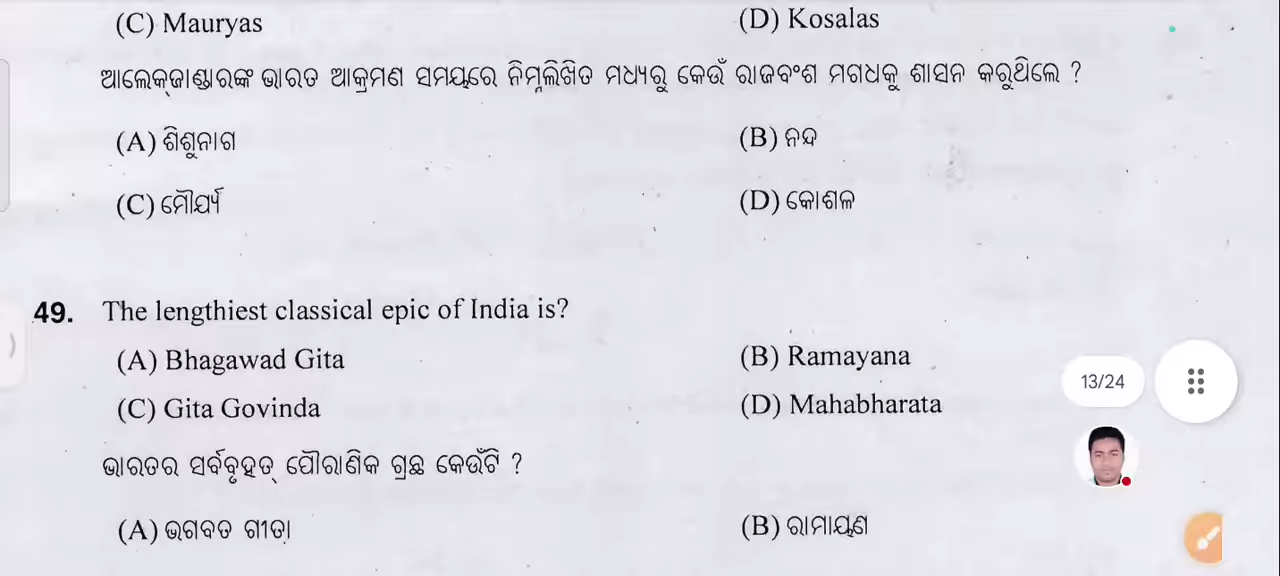 (C) Mauryas (D) Kosalas
ଆଲେକ୍‌ଜାଣ୍ଡାରଙ୍କ ଭାରତ ଆକ୍ରମଣ ସମୟରେ ନିମ୍ନଲିଖିତ ମଧ୍ୟରୁ କେଉଁ ରାଜବଂଶ ମଗଧକୁ ଶାସନ କରୁଥିଲେ ?
(A) ଶିଶୁନାଗ (B) ନନ୍ଦ
(C) ମୌର୍ଯ୍ୟ (D) କୋଶଳ
49. The lengthiest classical epic of India is?
(A) Bhagawad Gita (B) Ramayana
(C) Gita Govinda (D) Mahabharata
ଭାରତର ସର୍ବବୃହତ୍ ପୌରାଣିକ ଗ୍ରନ୍ଥ କେଉଁଟି ?
(A) ଭଗବତ ଗୀତା (B) ରାମାୟଣ
13/24